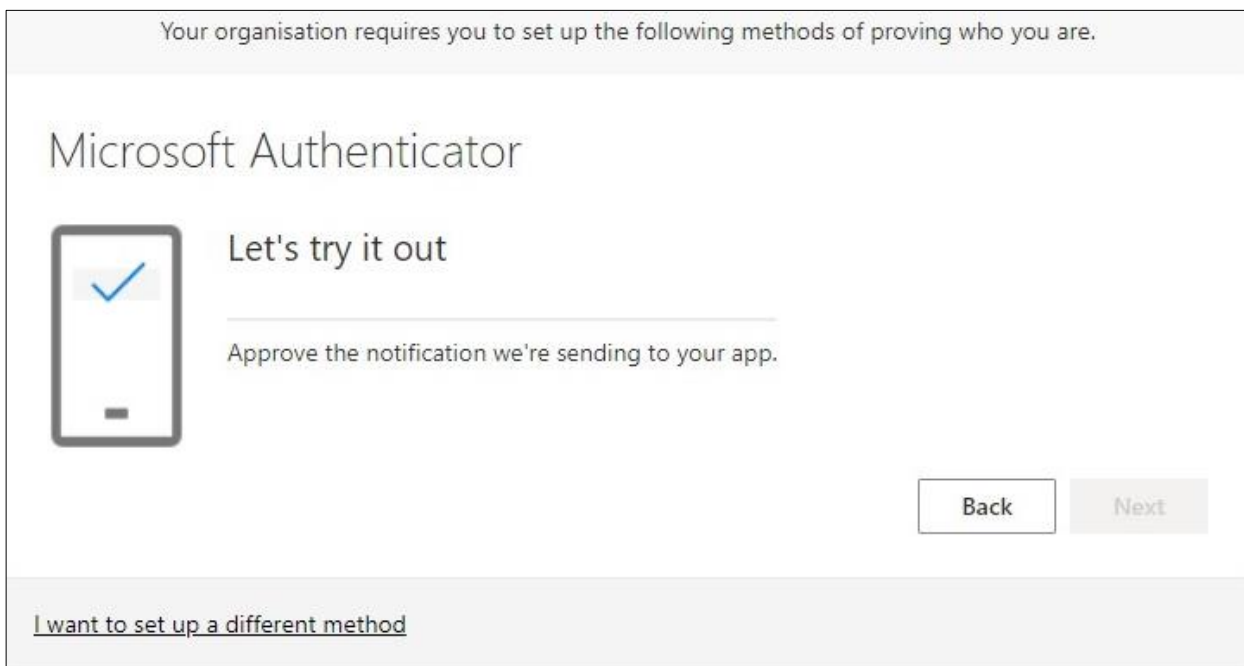 Your organisation requires you to set up the following methods of proving who you are.
Microsoft Authenticator
Let's try it out
Approve the notification we're sending to your app.
Back
Next
I want to set up a different method